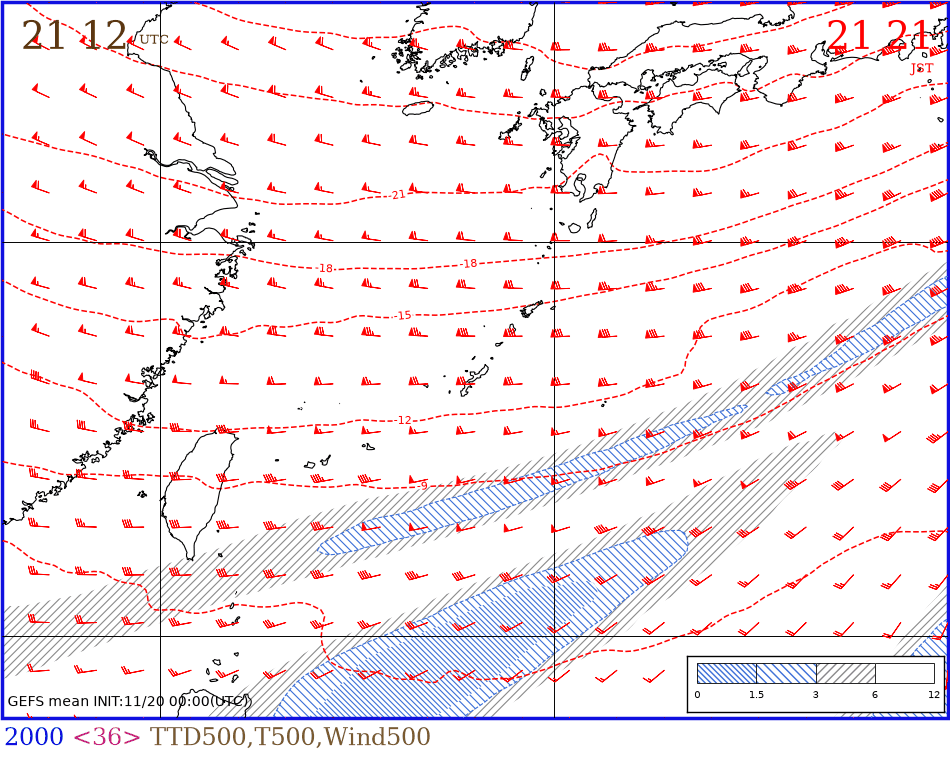 21 12 UTC
21 21
JST
-21
-18
-18
-15
-12
-9
GEFS mean INIT:11/20 00:00(UTC)
0 1.5 3 6 12
2000 <36> TTD500,T500,Wind500